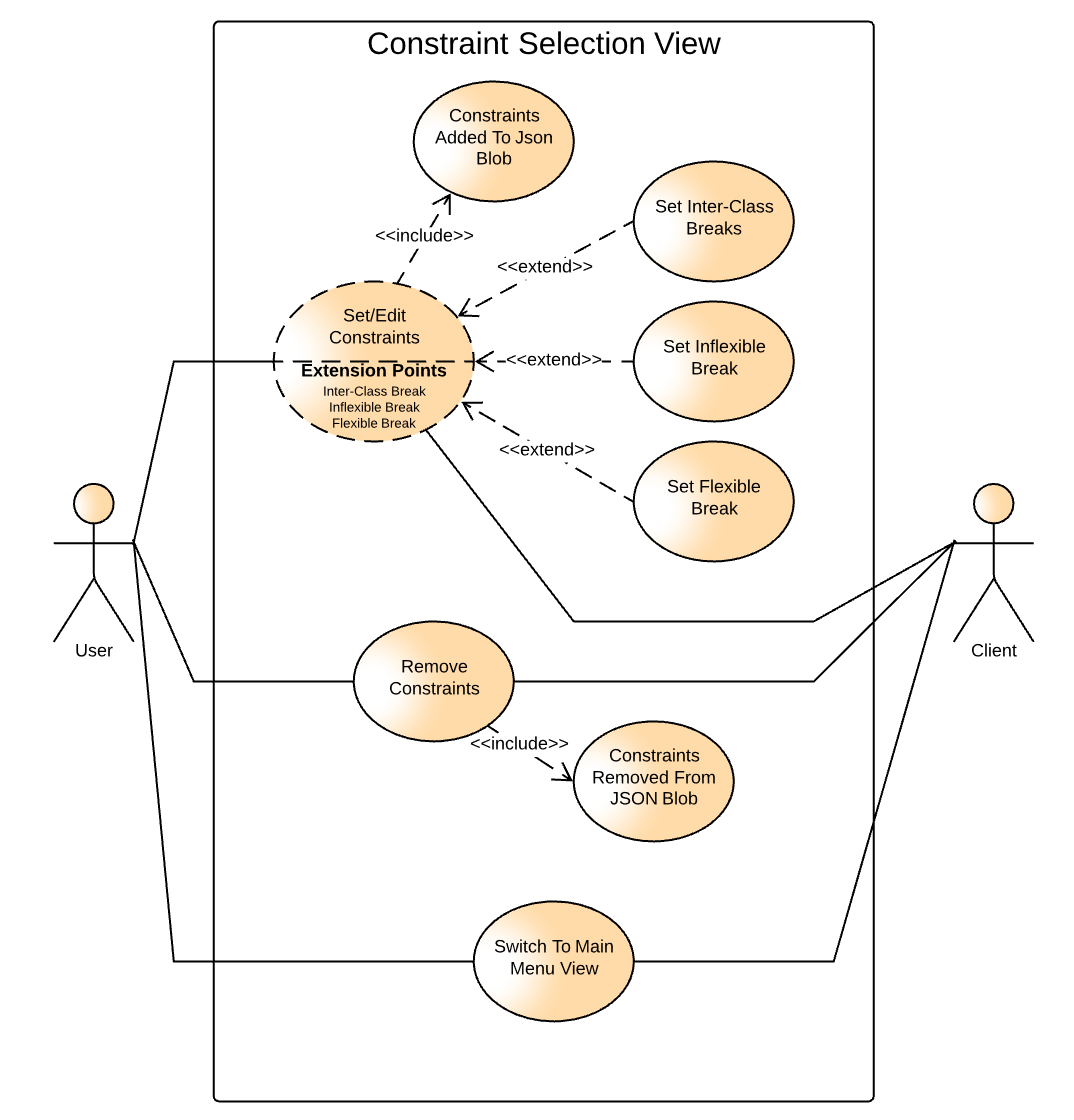 Constraint Selection View
Constraints
Added To Json
Blob
<<include>>
Set Inter-Class
Breaks
<<extend>>
Set/Edit
Constraints
Extension Points
Inter-Class Break
Inflexible Break
Flexible Break
<<extend>>
Set Inflexible
Break
<<extend>>
Set Flexible
Break
User
Client
Remove
Constraints
<<include>>
Constraints
Removed From
JSON Blob
Switch To Main
Menu View